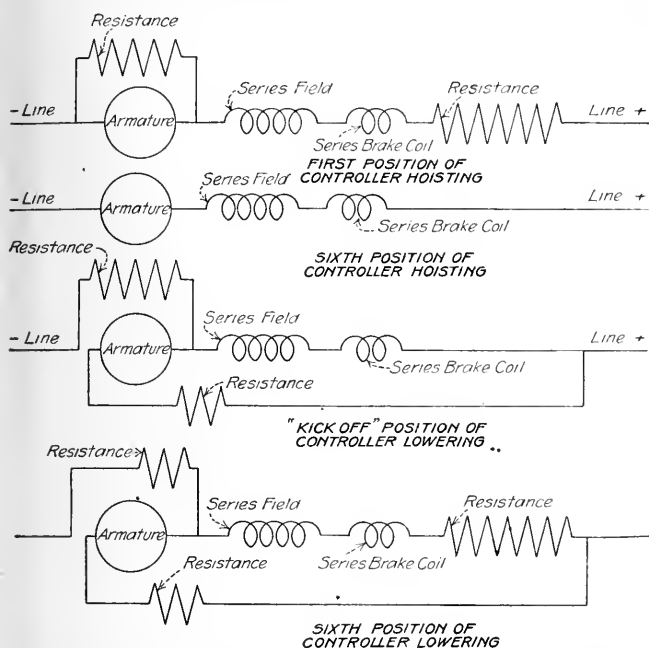 Resistance
Series Field
Resistance
- Line
Armature
Line +
Series Brake Coil
FIRST POSITION OF
CONTROLLER HOISTING
- Line
Armature
Series Field
Line +
Series Brake Coil
SIXTH POSITION OF
CONTROLLER HOISTING
Resistance
- Line
Armature
Series Field
Line +
Series Brake Coil
Resistance
"KICK OFF" POSITION OF
CONTROLLER LOWERING
Resistance
Armature
Series Field
Resistance
Resistance
Series Brake Coil
SIXTH POSITION OF
CONTROLLER LOWERING